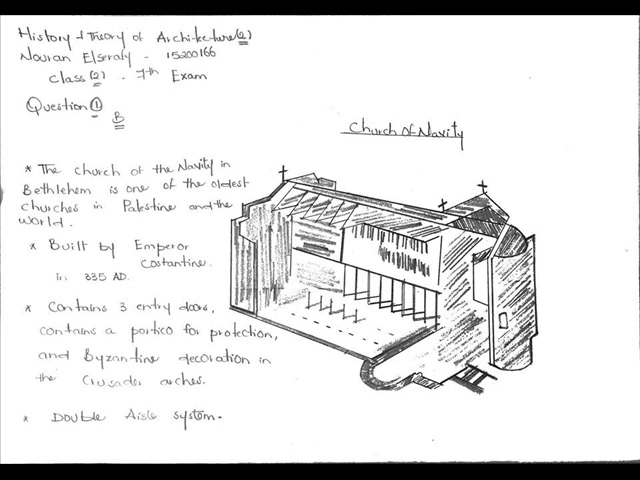 History & Theory of Architecture(2)
Nouran Elseraty - 15200166
Class (2) - 7th Exam
Question ①
B
Church Of Navity
* The church of the Navity in
Bethlehem is one of the oldest
churches in Palestine and the
world.
* Built by Emperor
Costantine
in 335 AD.
* Contains 3 entry doors,
contains a portico for protection,
and Byzantine decoration in
the Crusader arches.
* Double Aisle system.